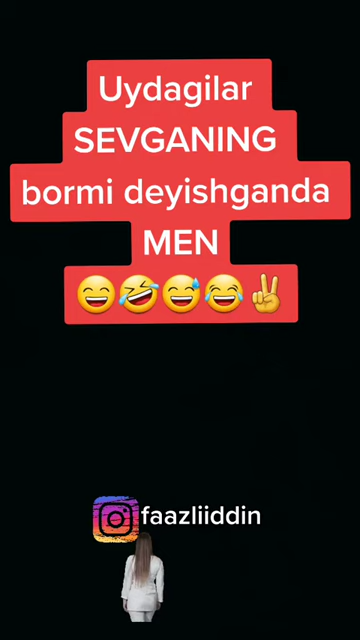 Uydagilar
SEVGANING
bormi deyishganda
MEN
😄🤣😅😂✌️
faazliiddin